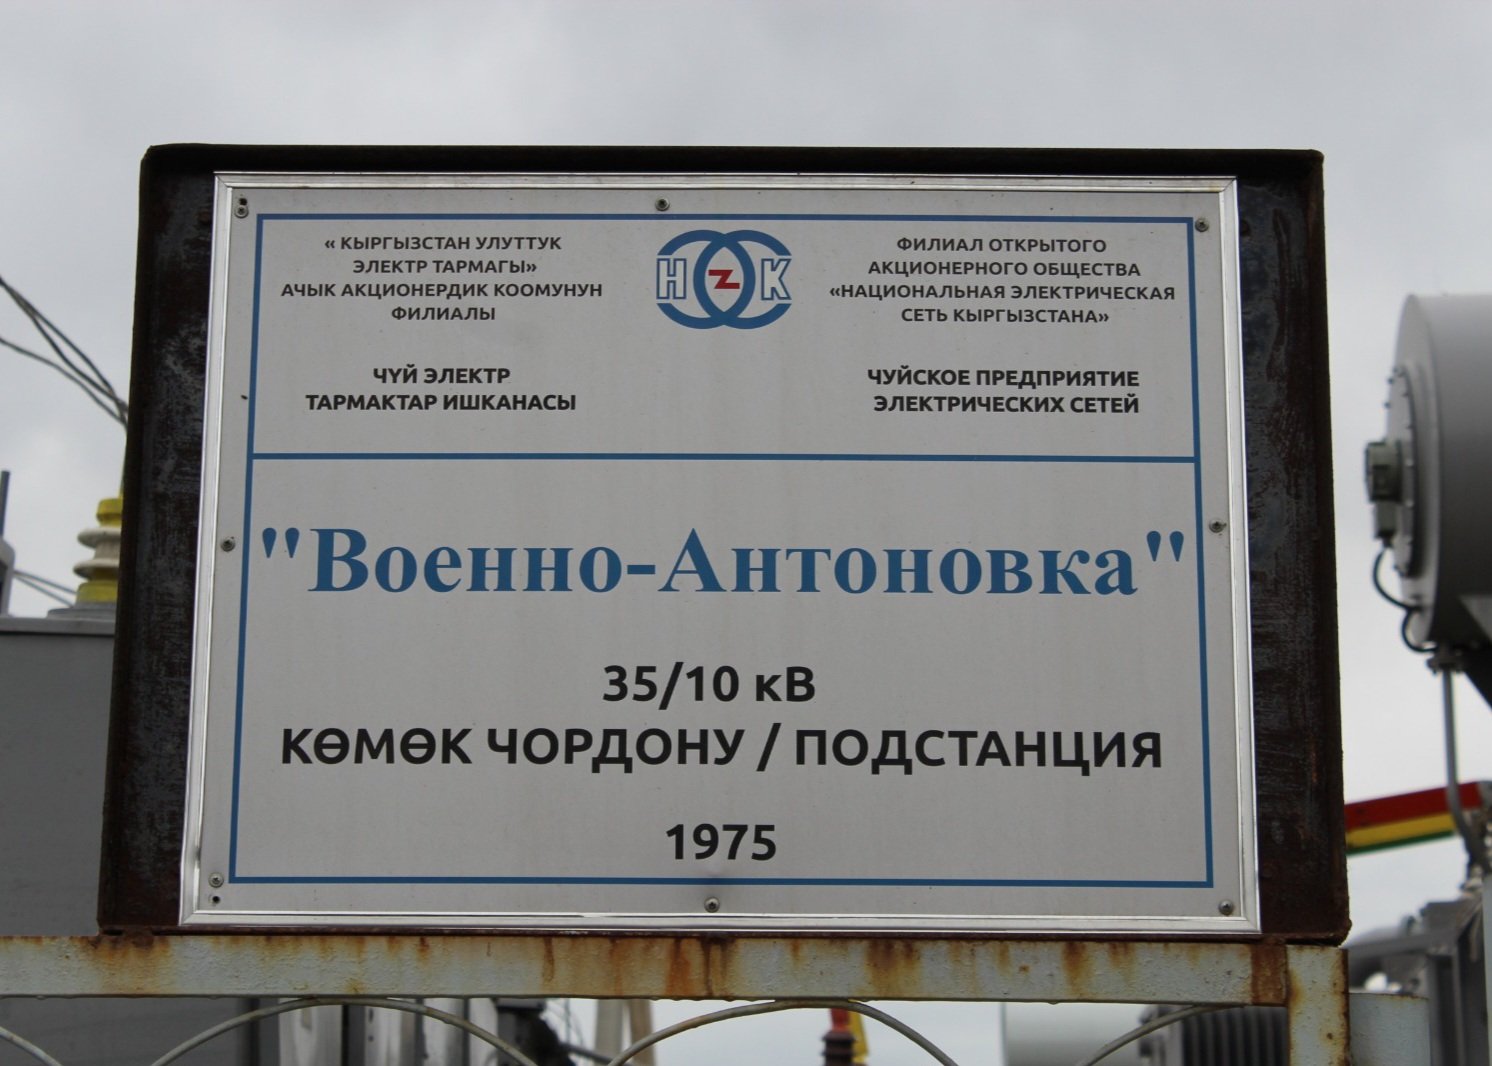 « КЫРГЫЗСТАН УЛУТТУК
ЭЛЕКТР ТАРМАГЫ»
АЧЫК АКЦИОНЕРДИК КООМУНУН
ФИЛИАЛЫ
ЧҮЙ ЭЛЕКТР
ТАРМАКТАР ИШКАНАСЫ
Н К
ФИЛИАЛ ОТКРЫТОГО
АКЦИОНЕРНОГО ОБЩЕСТВА
«НАЦИОНАЛЬНАЯ ЭЛЕКТРИЧЕСКАЯ
СЕТЬ КЫРГЫЗСТАНА»
ЧУЙСКОЕ ПРЕДПРИЯТИЕ
ЭЛЕКТРИЧЕСКИХ СЕТЕЙ
"Военно-Антоновка"
35/10 кВ
КӨМӨК ЧОРДОНУ / ПОДСТАНЦИЯ
1975